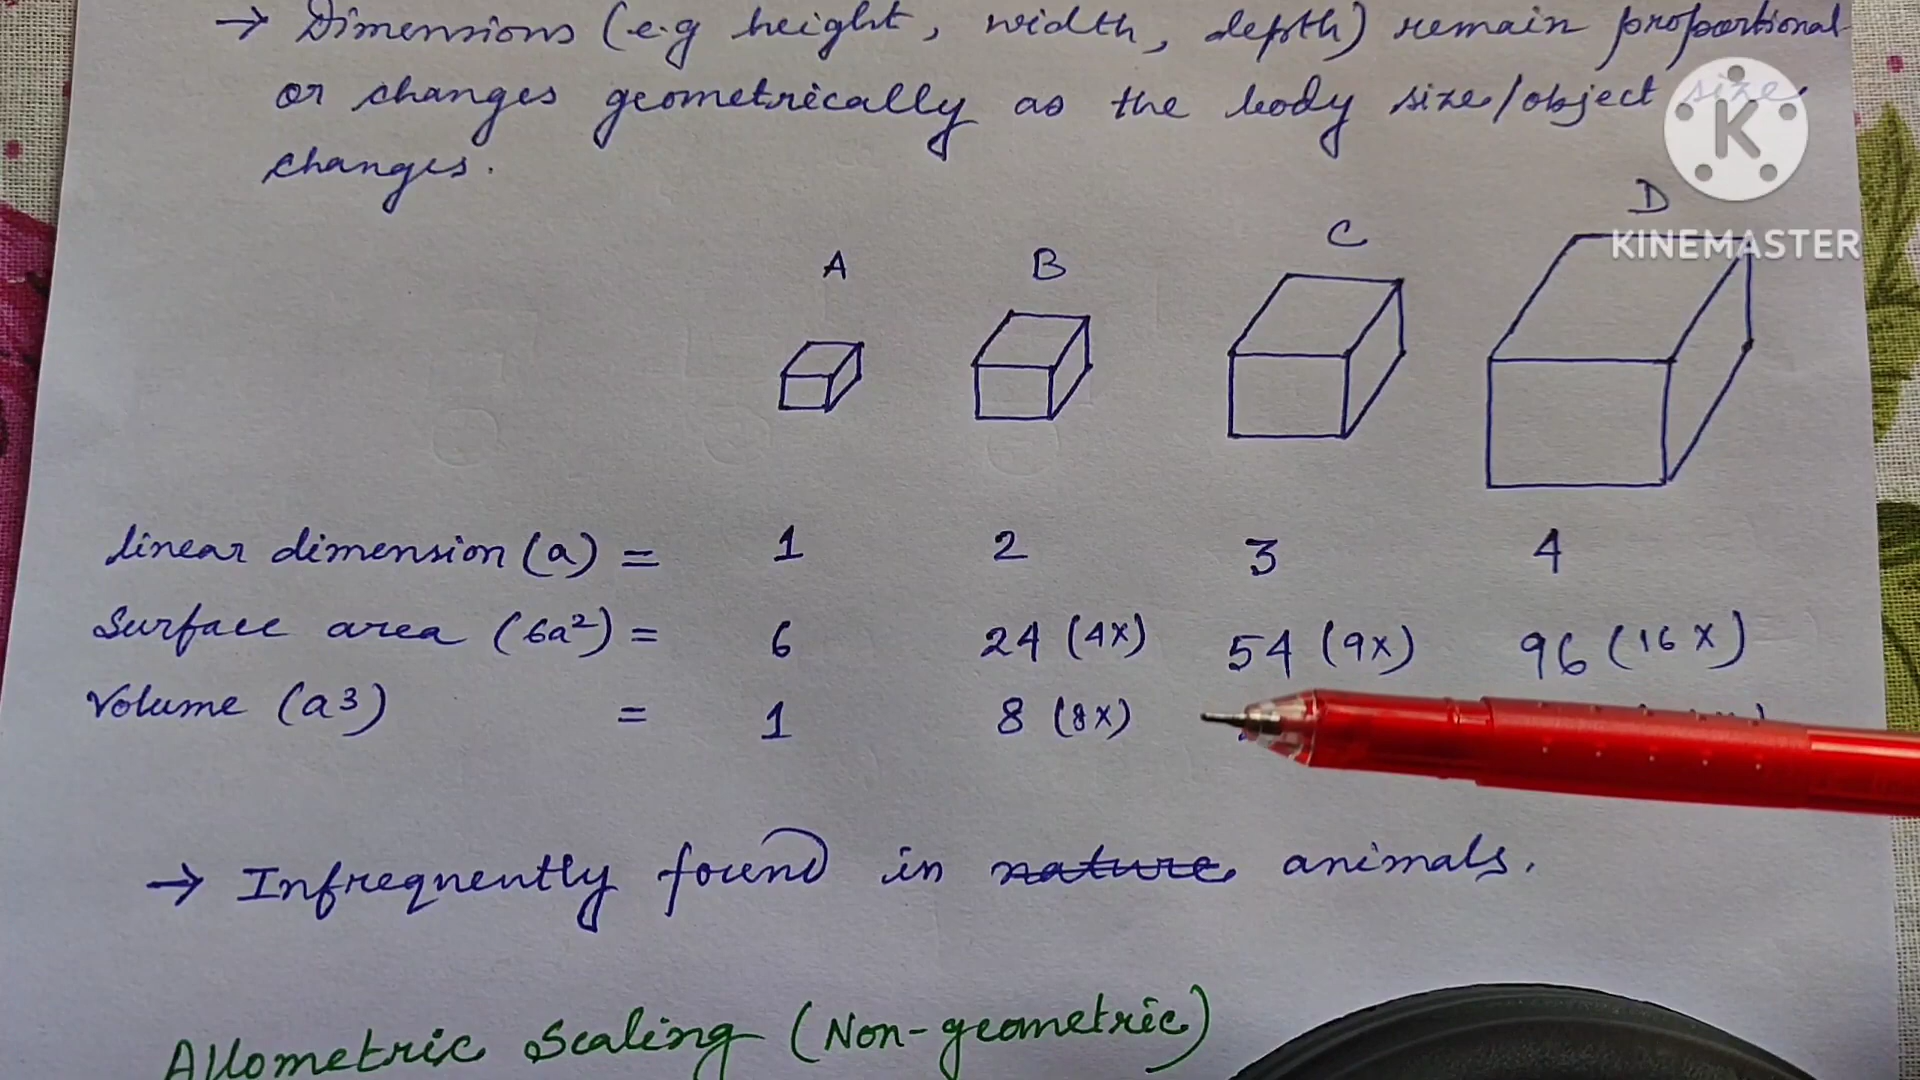 → Dimensions (e.g height, width, depth) remain proportional
or changes geometrically as the body size/object size
changes.
K
KINEMASTER
A B C D
linear dimension (a) = 1 2 3 4
Surface area (6a²) = 6 24 (4x) 54 (9x) 96 (16x)
Volume (a3) = 1 8 (8x)
→ Infrequently found in nature animals.
Allometric Scaling (Non-geometric)